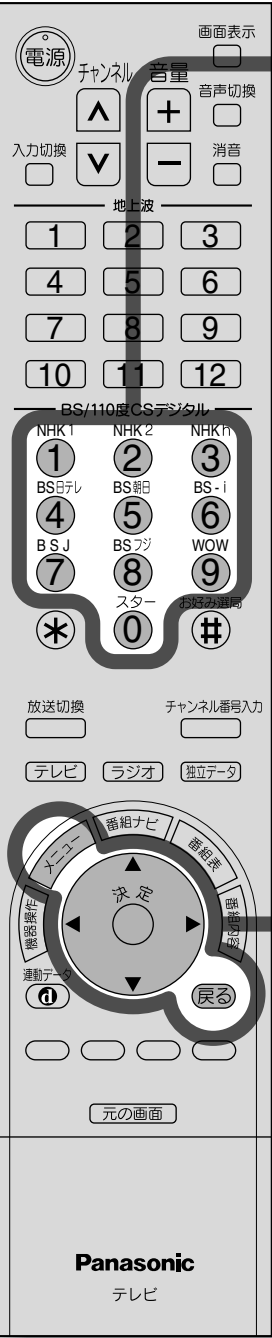 画面表示
電源
チャンネル 音量
音声切換
入力切換
消音
地上波
1 2 3
4 5 6
7 8 9
10 11 12
BS/110度CSデジタル
NHK1 NHK2 NHKh
1 2 3
BS日テレ BS朝日 BS-i
4 5 6
BSJ BSフジ WOW
7 8 9
スター お好み選局
* 0 #
放送切換 チャンネル番号入力
テレビ ラジオ 独立データ
メニュー 番組ナビ 番組表
機器操作 決定 番組内容
連動データ
d 戻る
元の画面
Panasonic
テレビ